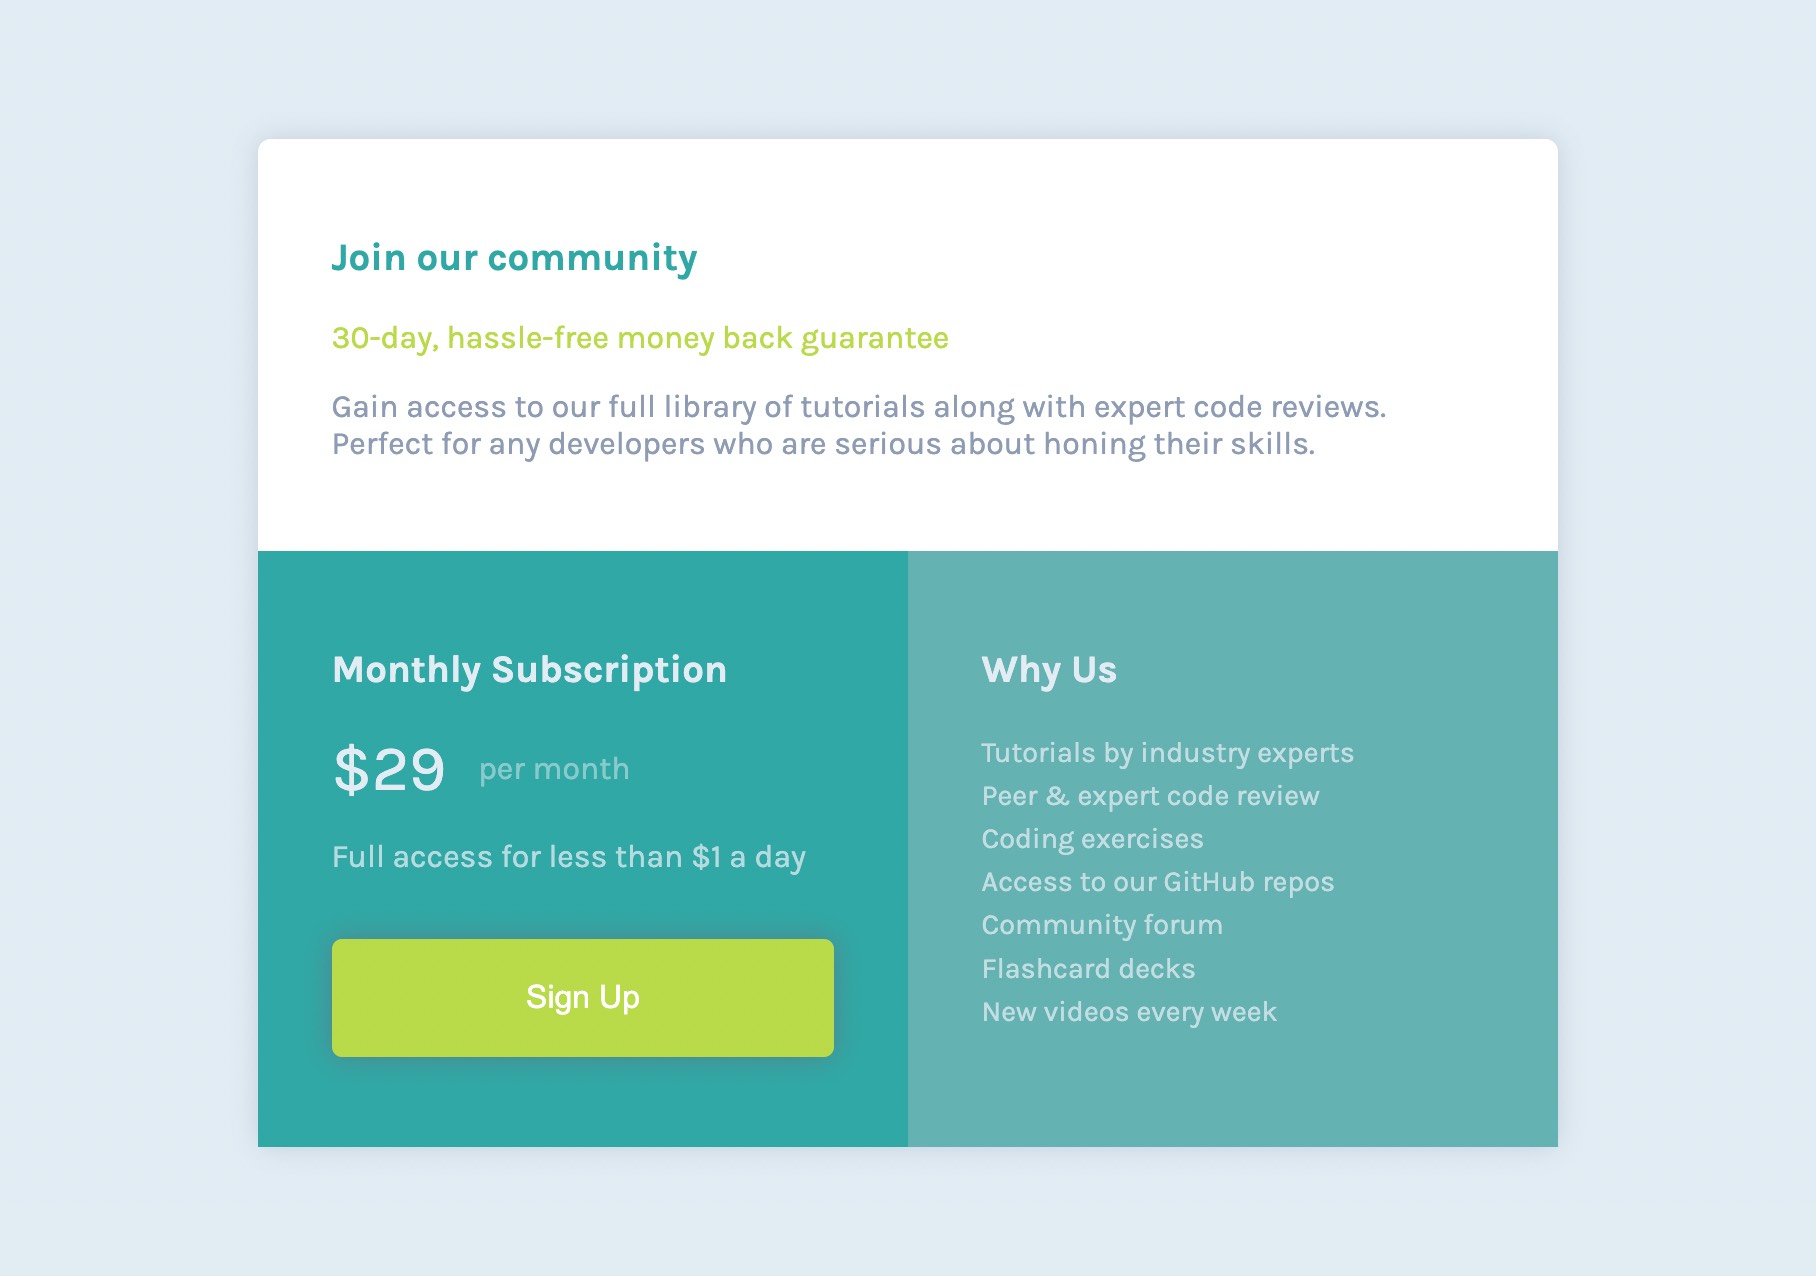 Join our community
30-day, hassle-free money back guarantee
Gain access to our full library of tutorials along with expert code reviews.
Perfect for any developers who are serious about honing their skills.
Monthly Subscription
$29 per month
Full access for less than $1 a day
Sign Up
Why Us
Tutorials by industry experts
Peer & expert code review
Coding exercises
Access to our GitHub repos
Community forum
Flashcard decks
New videos every week